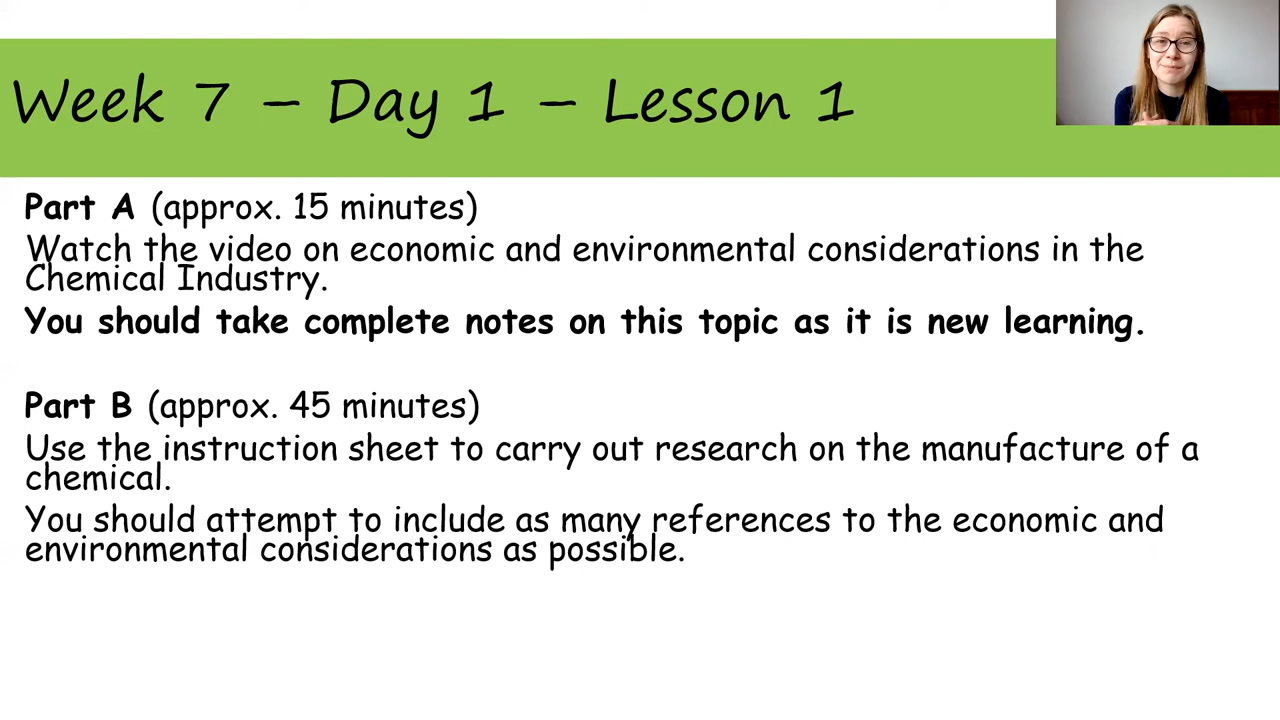 Week 7 – Day 1 – Lesson 1
Part A (approx. 15 minutes)
Watch the video on economic and environmental considerations in the
Chemical Industry.
You should take complete notes on this topic as it is new learning.
Part B (approx. 45 minutes)
Use the instruction sheet to carry out research on the manufacture of a
chemical.
You should attempt to include as many references to the economic and
environmental considerations as possible.